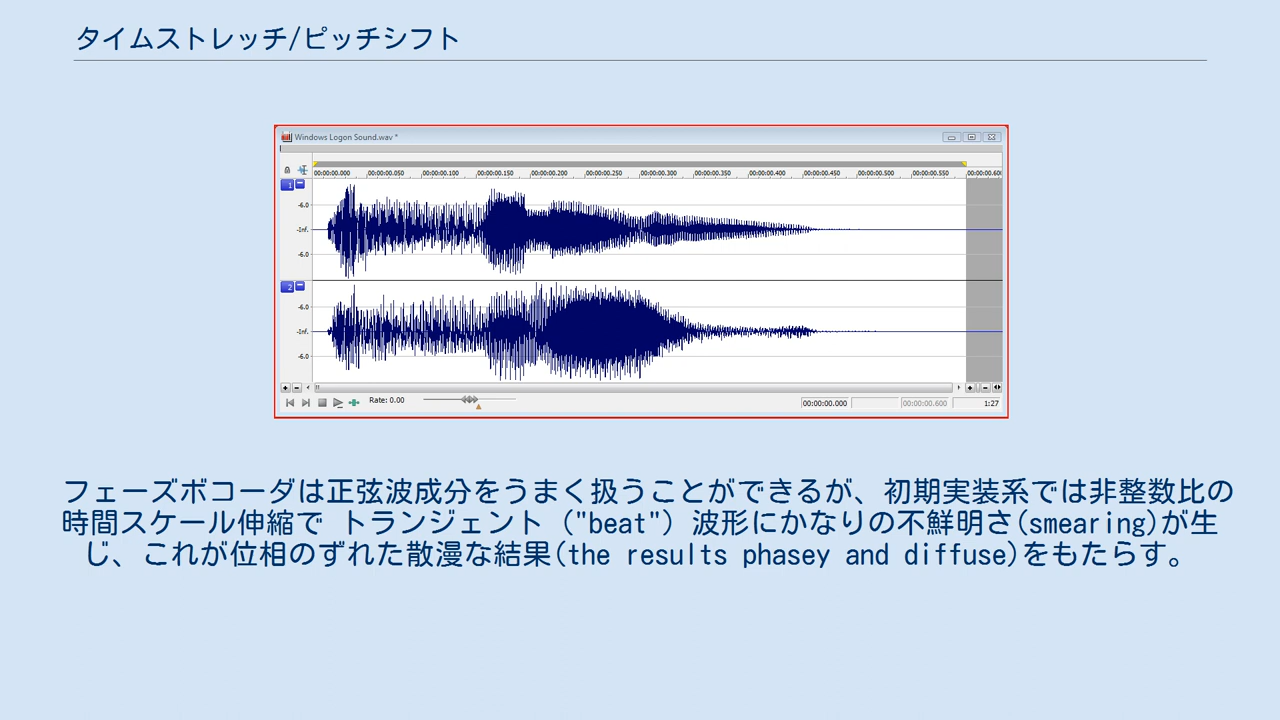 タイムストレッチ/ピッチシフト
Windows Logon Sound.wav *
00:00:00.000 00:00:00.050 00:00:00.100 00:00:00.150 00:00:00.200 00:00:00.250 00:00:00.300 00:00:00.350 00:00:00.400 00:00:00.450 00:00:00.500 00:00:00.550 00:00:00.600
1
-6.0
-Inf.
-6.0
2
-6.0
-Inf.
-6.0
Rate: 0.00
00:00:00.000 00:00:00.600 1:27
フェーズボコーダは正弦波成分をうまく扱うことができるが、初期実装系では非整数比の
時間スケール伸縮で トランジェント ("beat") 波形にかなりの不鮮明さ(smearing)が生
じ、これが位相のずれた散漫な結果(the results phasey and diffuse)をもたらす。